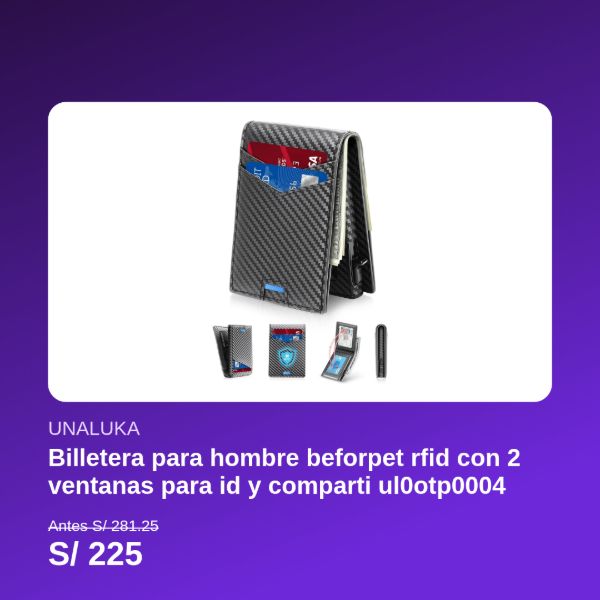 UNALUKA
Billetera para hombre beforpet rfid con 2
ventanas para id y comparti ul0otp0004
Antes S/ 281.25
S/ 225